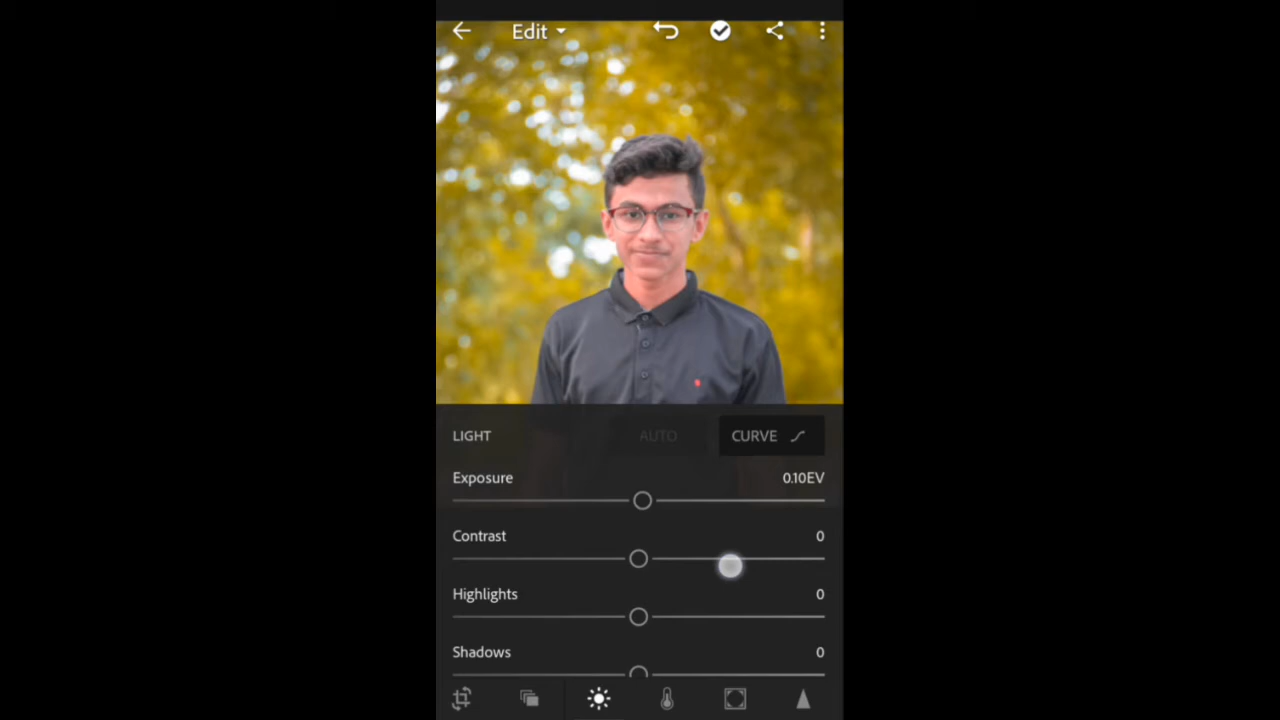 Edit
LIGHT AUTO CURVE
Exposure 0.10EV
Contrast 0
Highlights 0
Shadows 0